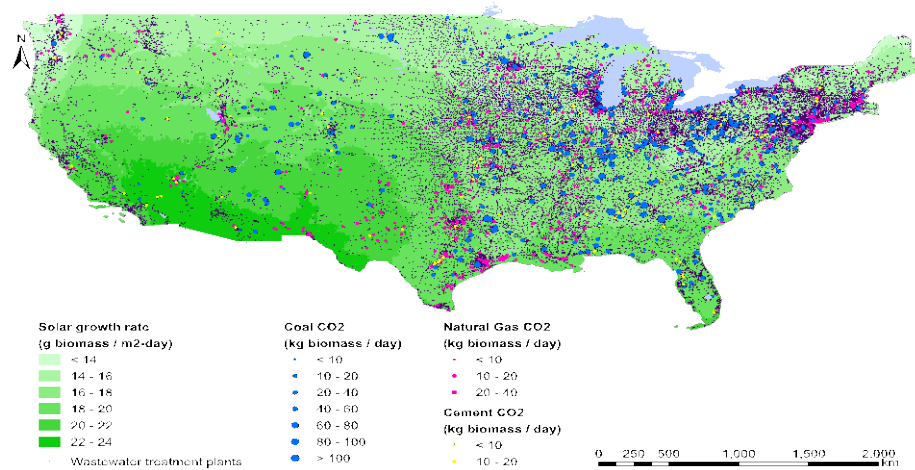 N
Solar growth rate
(g biomass / m2-day)
< 14
14 - 16
16 - 18
18 - 20
20 - 22
22 - 24
Wastewater treatment plants
Coal CO2
(kg biomass / day)
< 10
10 - 20
20 - 40
40 - 60
60 - 80
80 - 100
> 100
Natural Gas CO2
(kg biomass / day)
< 10
10 - 20
20 - 40
Cement CO2
(kg biomass / day)
< 10
10 - 20
0 250 500 1,000 1,500 2,000
km